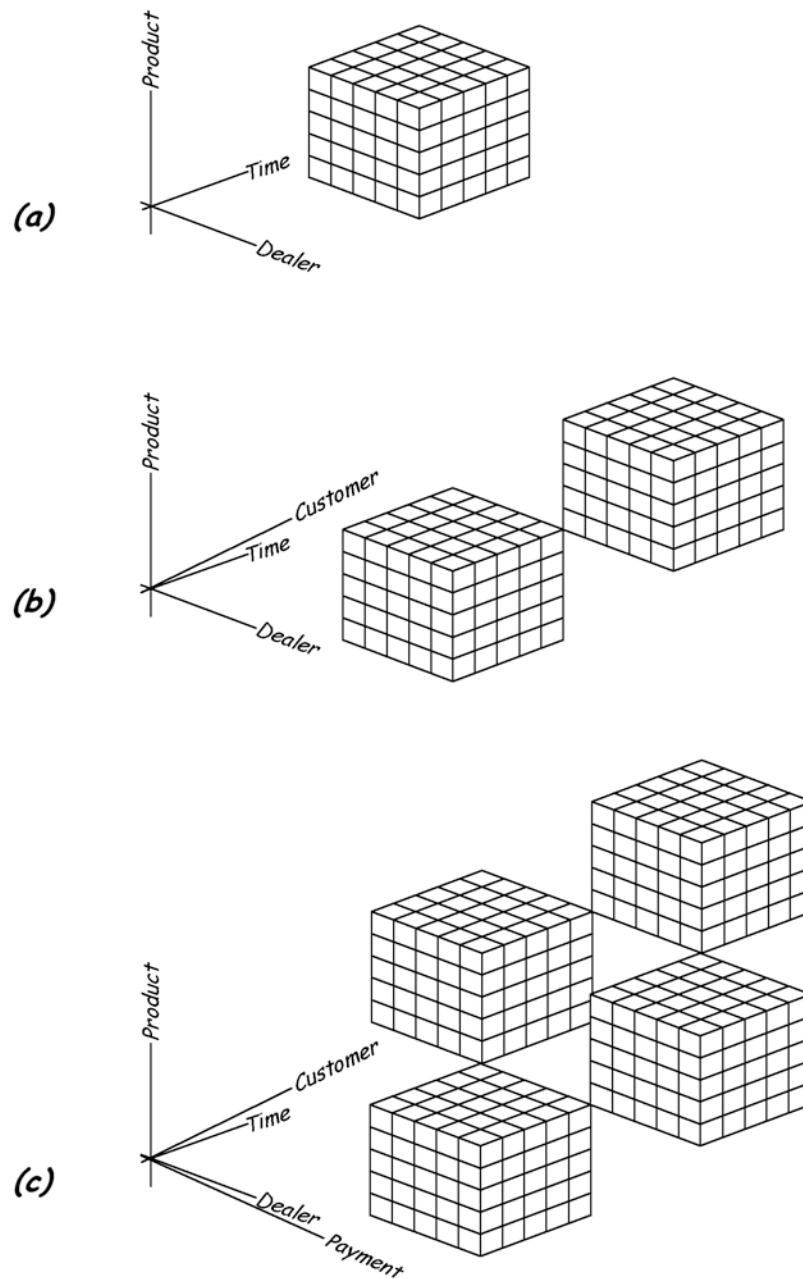 Product
Time
(a)
Dealer
Product
Customer
Time
(b)
Dealer
Product
Customer
Time
(c)
Dealer
Payment